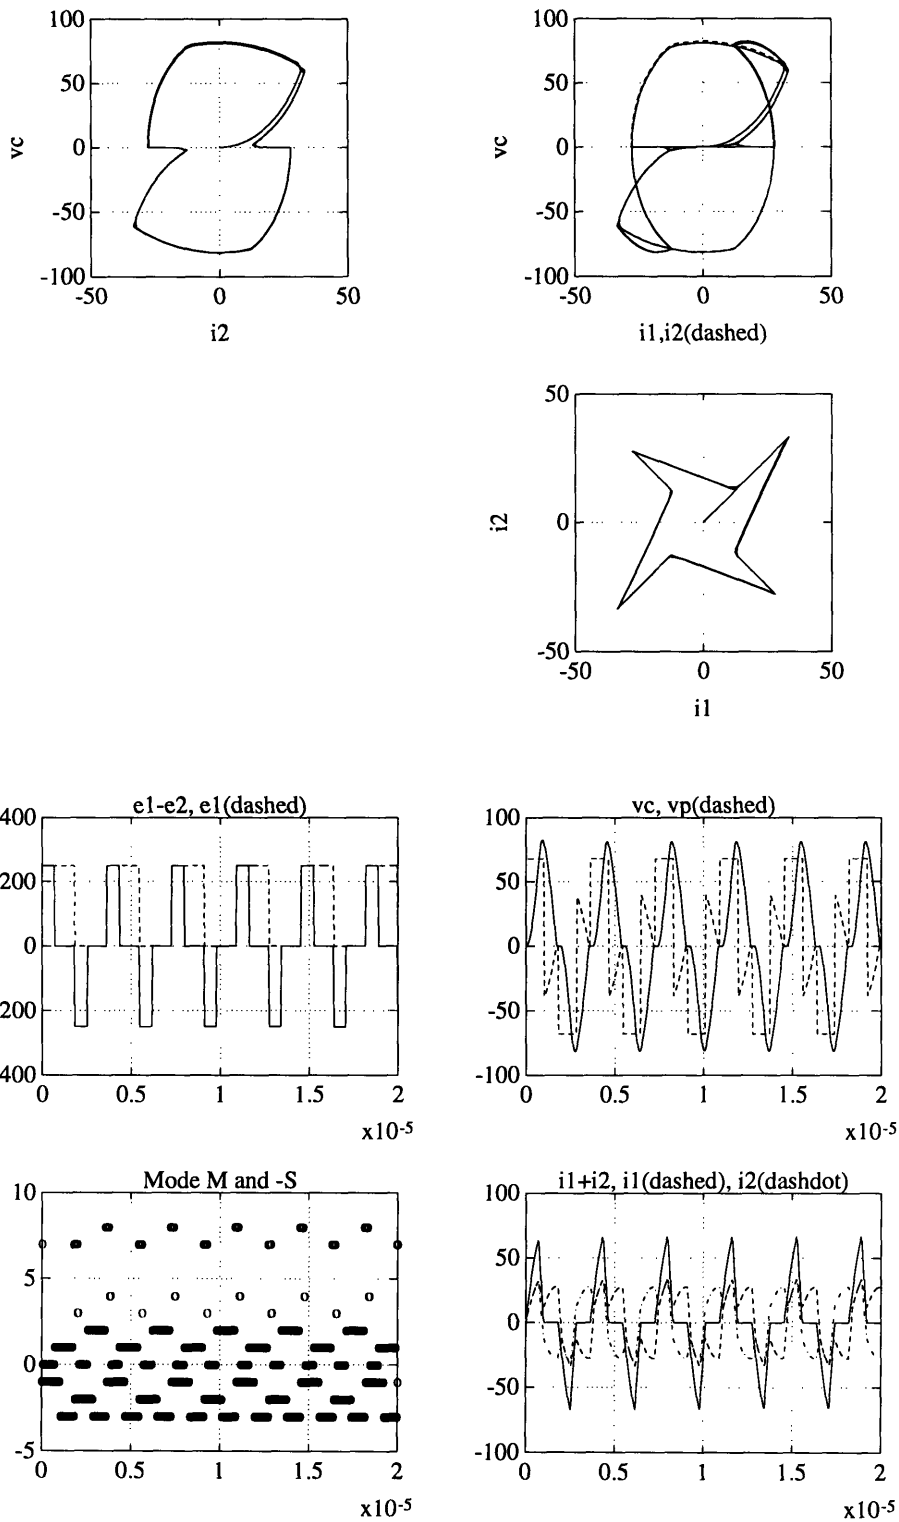 100
50
0
-50
-100
vc
-50 0 50
i2
100
50
0
-50
-100
vc
-50 0 50
i1,i2(dashed)
50
0
-50
i2
-50 0 50
i1
e1-e2, e1(dashed)
400
200
0
200
400
0 0.5 1 1.5 2
x10-5
vc, vp(dashed)
100
50
0
-50
-100
0 0.5 1 1.5 2
x10-5
Mode M and -S
10
5
0
-5
0 0.5 1 1.5 2
x10-5
i1+i2, i1(dashed), i2(dashdot)
100
50
0
-50
-100
0 0.5 1 1.5 2
x10-5